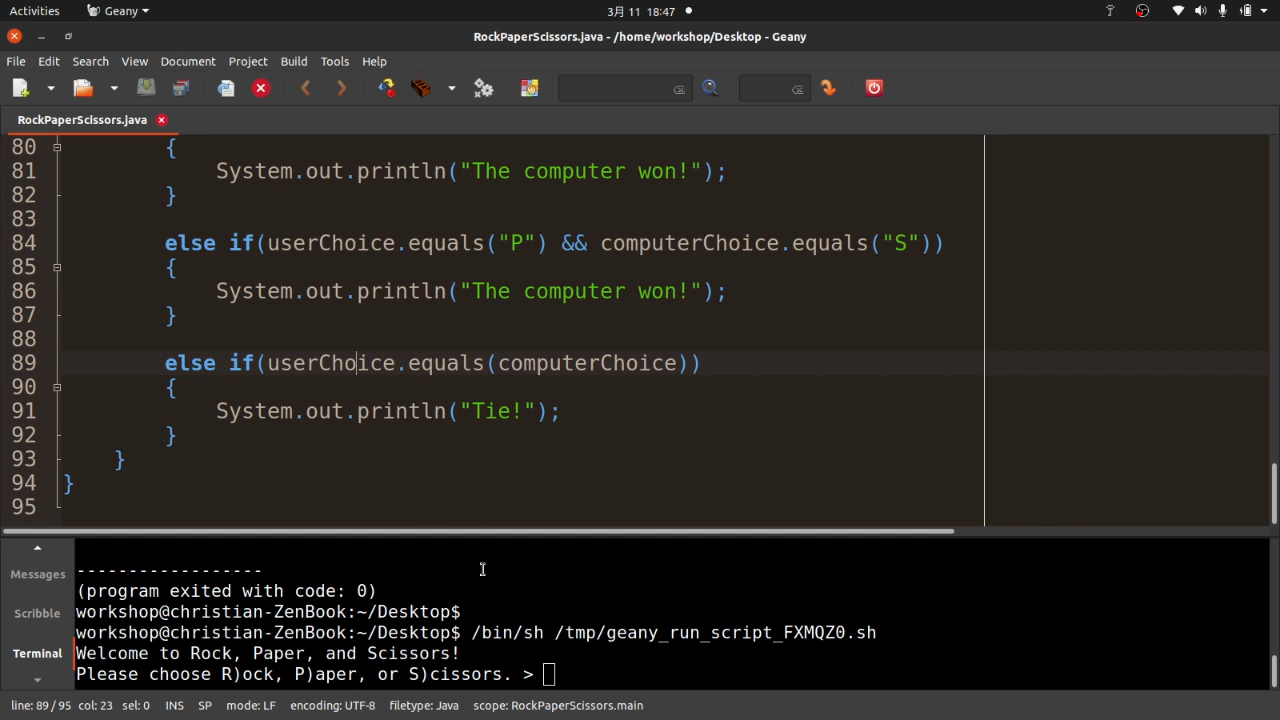 Activities Geany 3月 11 18:47
RockPaperScissors.java - /home/workshop/Desktop - Geany
File Edit Search View Document Project Build Tools Help
RockPaperScissors.java
80 {
81 System.out.println("The computer won!");
82 }
83
84 else if(userChoice.equals("P") && computerChoice.equals("S"))
85 {
86 System.out.println("The computer won!");
87 }
88
89 else if(userChoice.equals(computerChoice))
90 {
91 System.out.println("Tie!");
92 }
93 }
94 }
95
Messages
Scribble
Terminal
------------------
(program exited with code: 0)
workshop@christian-ZenBook:~/Desktop$
workshop@christian-ZenBook:~/Desktop$ /bin/sh /tmp/geany_run_script_FXMQZ0.sh
Welcome to Rock, Paper, and Scissors!
Please choose R)ock, P)aper, or S)cissors. >
line: 89 / 95 col: 23 sel: 0 INS SP mode: LF encoding: UTF-8 filetype: Java scope: RockPaperScissors.main